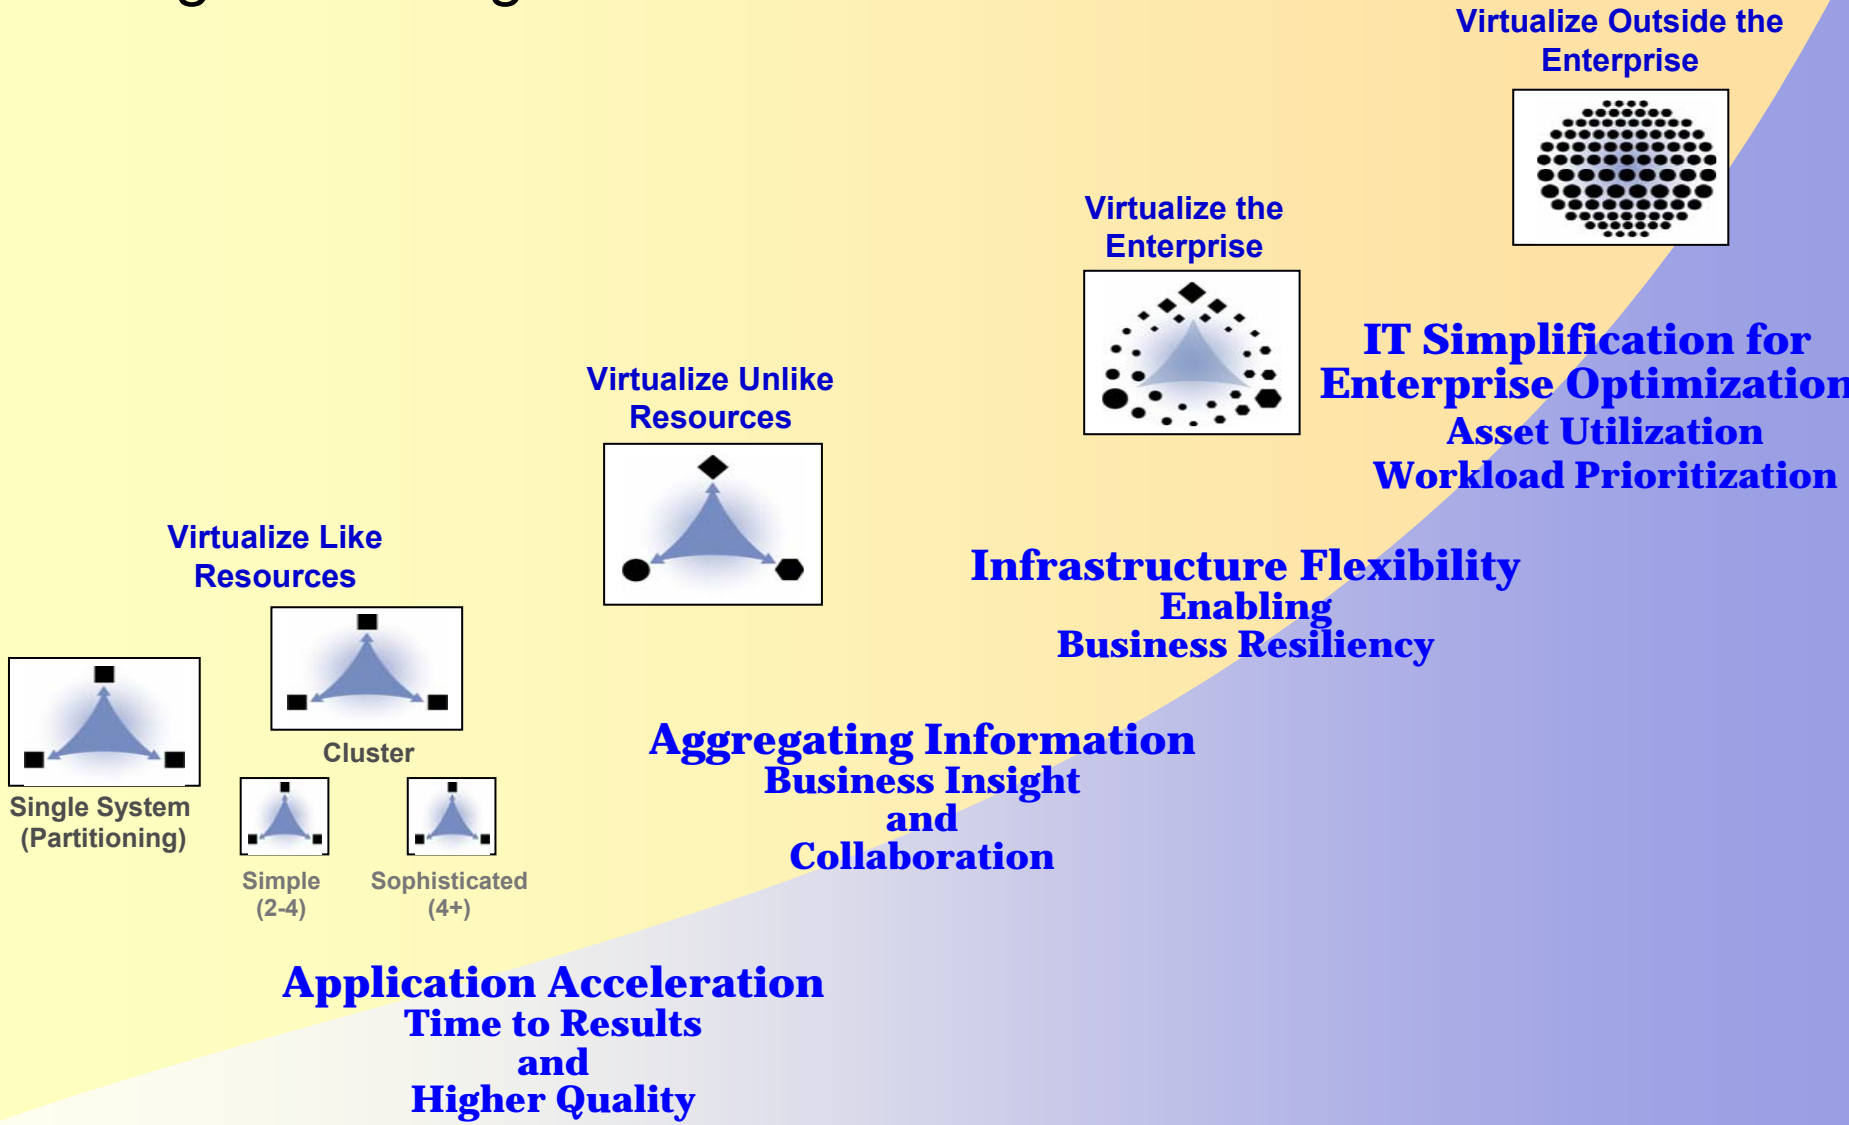 Virtualize Outside the
Enterprise
Virtualize the
Enterprise
IT Simplification for
Enterprise Optimization
Asset Utilization
Workload Prioritization
Virtualize Unlike
Resources
Infrastructure Flexibility
Enabling
Business Resiliency
Virtualize Like
Resources
Cluster
Single System
(Partitioning)
Simple
(2-4)
Sophisticated
(4+)
Aggregating Information
Business Insight
and
Collaboration
Application Acceleration
Time to Results
and
Higher Quality